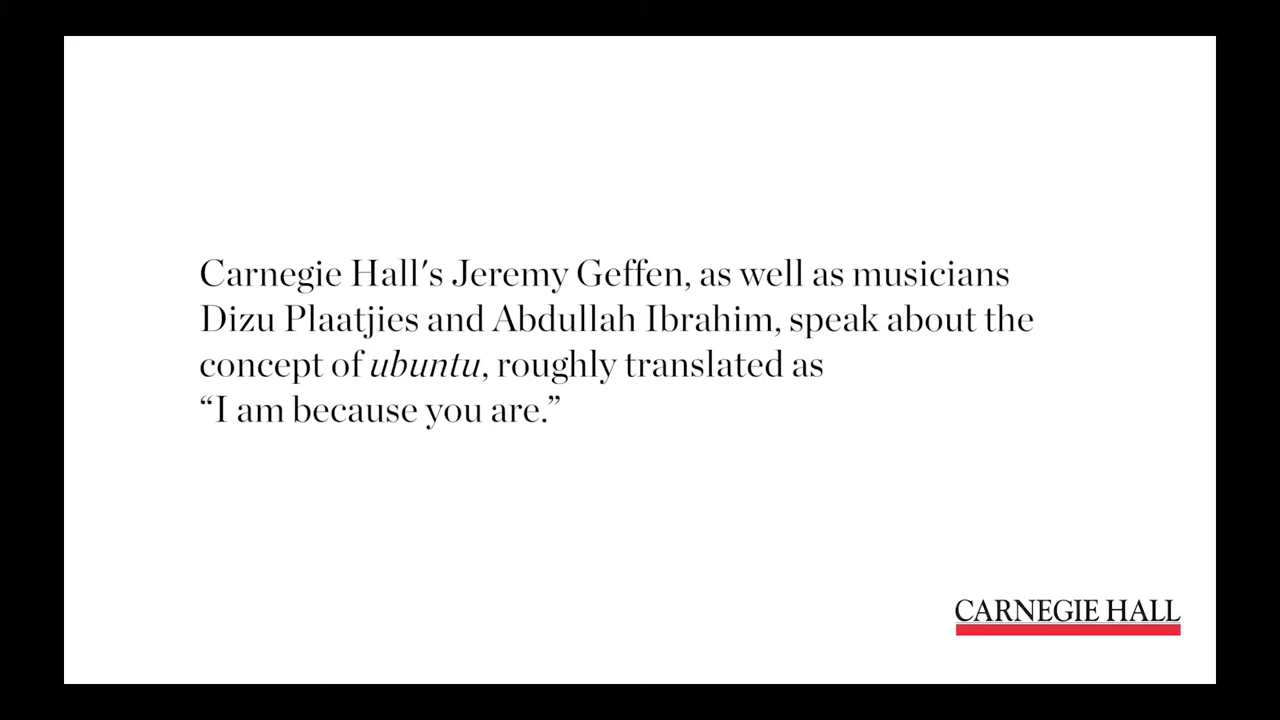 Carnegie Hall's Jeremy Geffen, as well as musicians
Dizu Plaatjies and Abdullah Ibrahim, speak about the
concept of ubuntu, roughly translated as
“I am because you are.”
CARNEGIE HALL